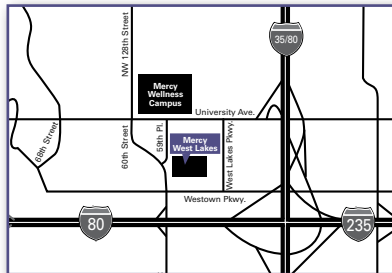 NW 128th Street
35/80
Mercy
Wellness
Campus
University Ave.
68th Street
60th Street
59th Pl.
Mercy
West Lakes
West Lakes Pkwy.
Westown Pkwy.
80
235